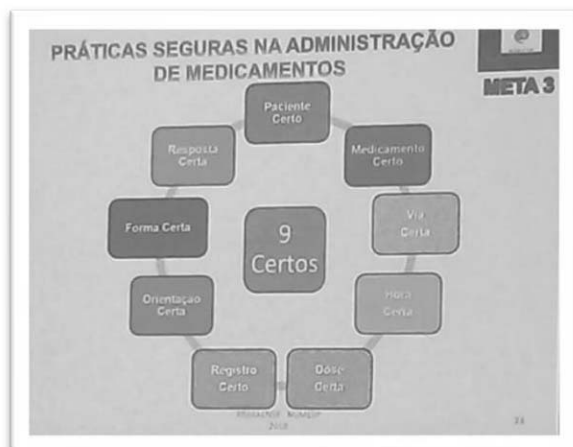 PRÁTICAS SEGURAS NA ADMINISTRAÇÃO
DE MEDICAMENTOS
META 3
Paciente
Certo
Medicamento
Certo
Via
Certa
Hora
Certa
Dose
Certa
Registro
Certo
Orientação
Certa
Forma Certa
Resposta
Certa
9
Certos
2018